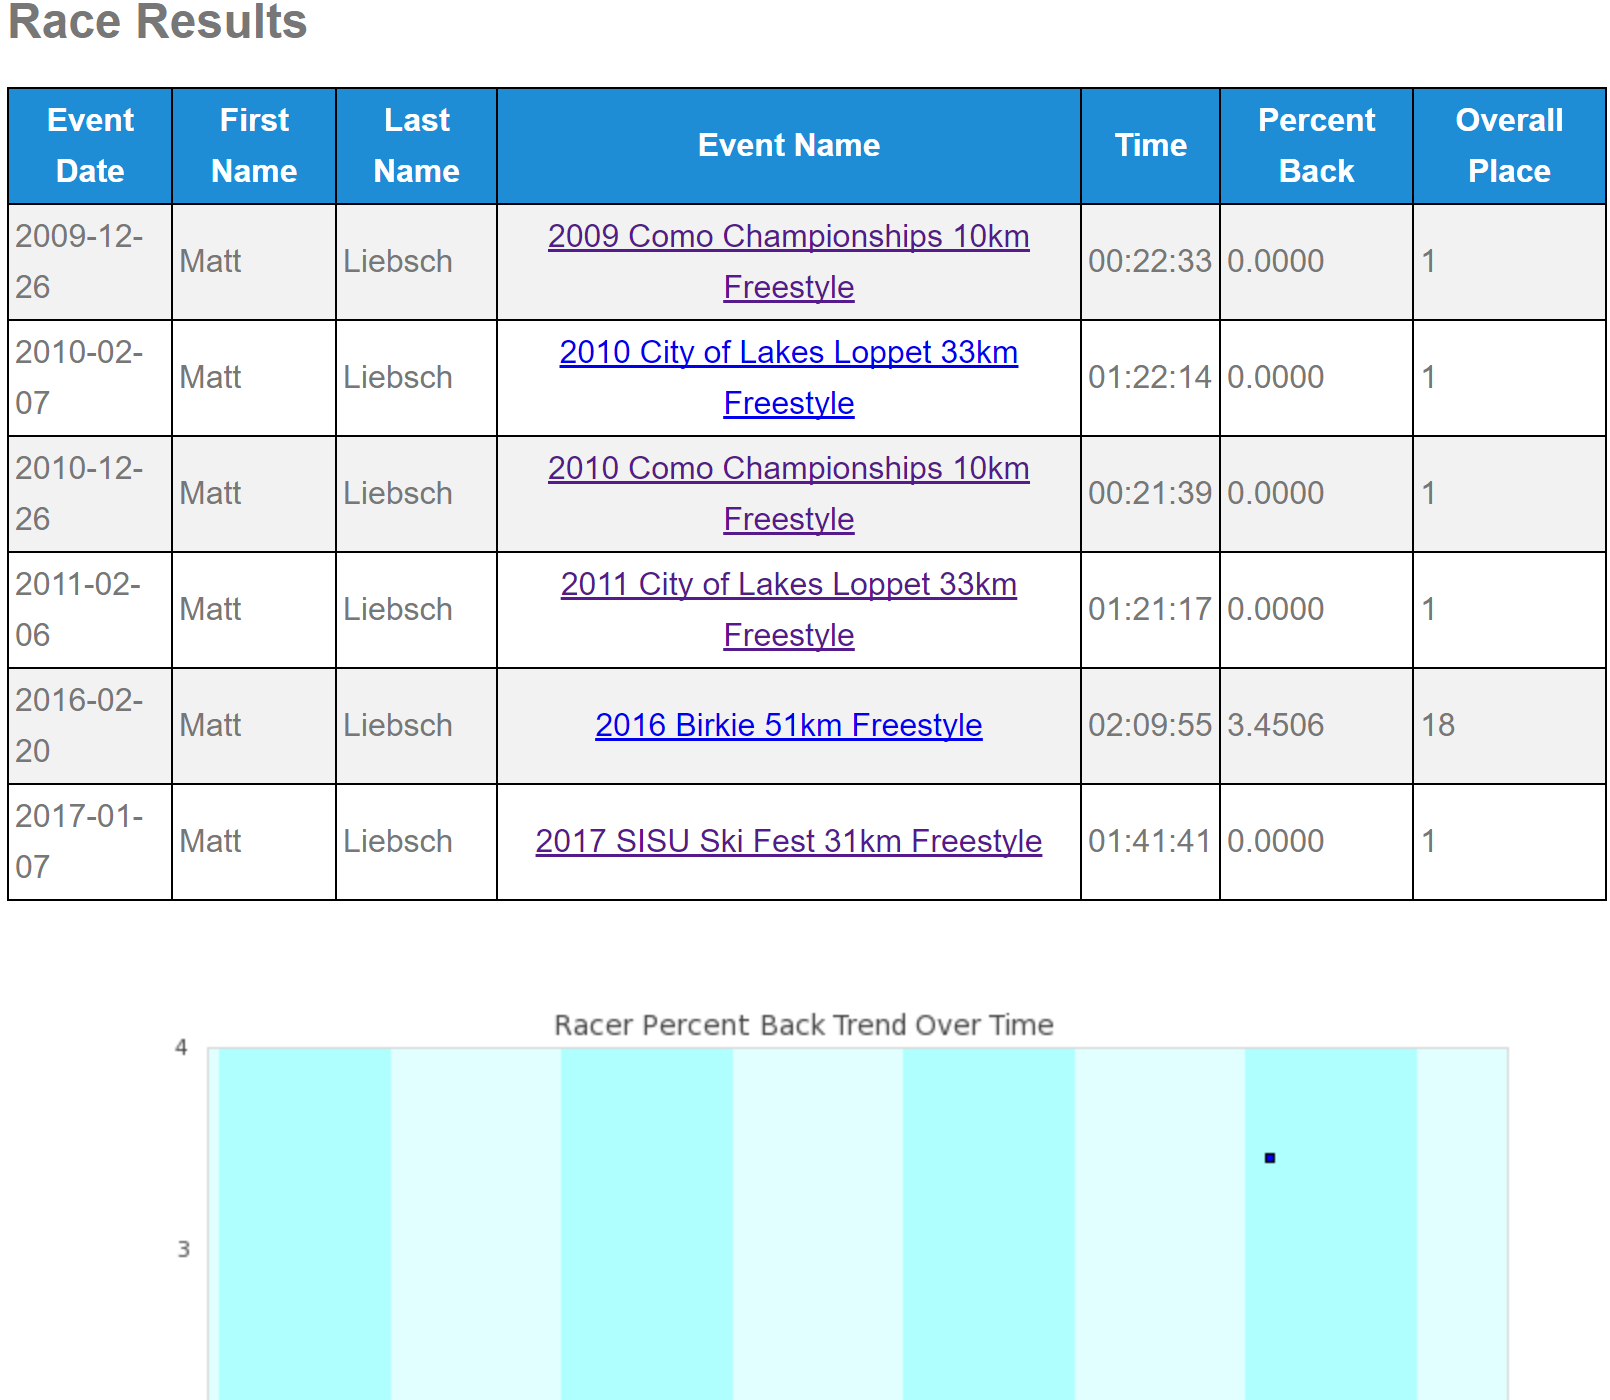 Race Results
Event Date First Name Last Name Event Name Time Percent Back Overall Place
2009-12-26 Matt Liebsch 2009 Como Championships 10km Freestyle 00:22:33 0.0000 1
2010-02-07 Matt Liebsch 2010 City of Lakes Loppet 33km Freestyle 01:22:14 0.0000 1
2010-12-26 Matt Liebsch 2010 Como Championships 10km Freestyle 00:21:39 0.0000 1
2011-02-06 Matt Liebsch 2011 City of Lakes Loppet 33km Freestyle 01:21:17 0.0000 1
2016-02-20 Matt Liebsch 2016 Birkie 51km Freestyle 02:09:55 3.4506 18
2017-01-07 Matt Liebsch 2017 SISU Ski Fest 31km Freestyle 01:41:41 0.0000 1
Racer Percent Back Trend Over Time
4
3